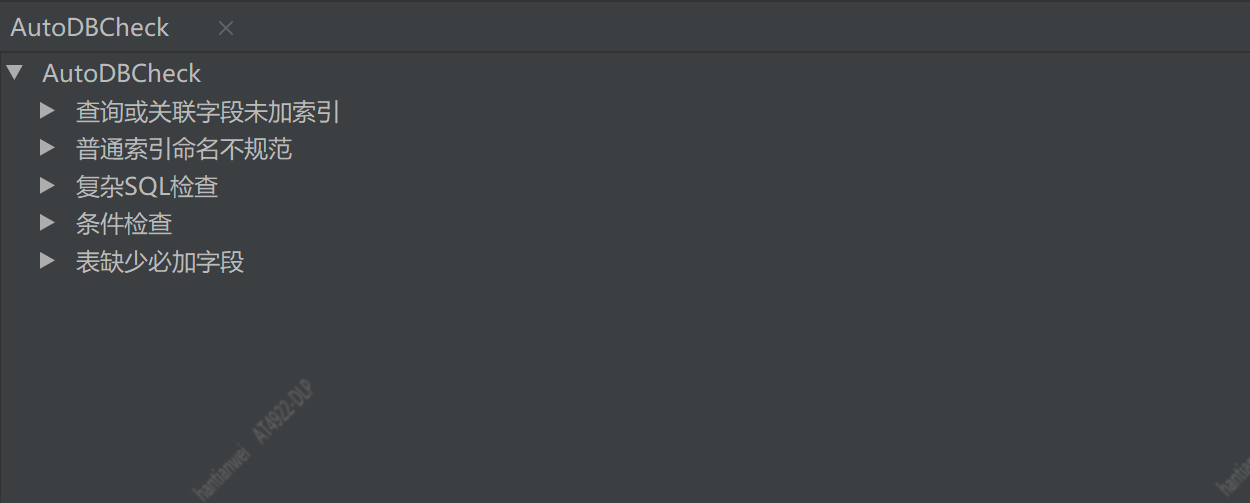 AutoDBCheck ×
AutoDBCheck
查询或关联字段未加索引
普通索引命名不规范
复杂SQL检查
条件检查
表缺少必加字段
hantianwei AT4922-DLP
hantianwei